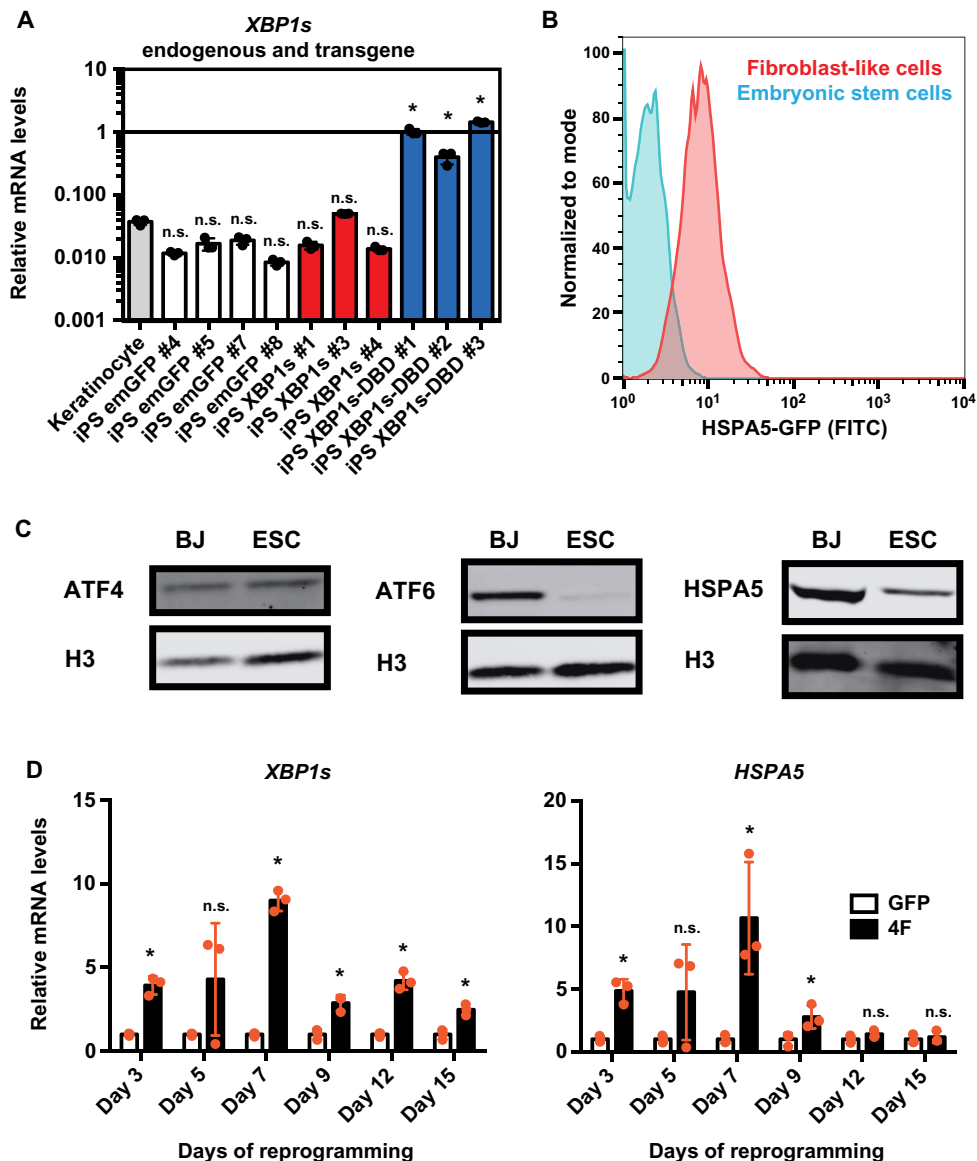 A
XBP1s
endogenous and transgene
Relative mRNA levels
10
1
0.100
0.010
0.001
n.s.
n.s.
n.s.
n.s.
n.s.
n.s.
n.s.
*
*
*
Keratinocyte
iPS emGFP #4
iPS emGFP #5
iPS emGFP #7
iPS emGFP #8
iPS XBP1s #1
iPS XBP1s #3
iPS XBP1s #4
iPS XBP1s-DBD #1
iPS XBP1s-DBD #2
iPS XBP1s-DBD #3
B
Fibroblast-like cells
Embryonic stem cells
Normalized to mode
100
80
60
40
20
0
10⁰
10¹
10²
10³
10⁴
HSPA5-GFP (FITC)
C
BJ ESC
ATF4
H3
BJ ESC
ATF6
H3
BJ ESC
HSPA5
H3
D
XBP1s
Relative mRNA levels
15
10
5
0
*
n.s.
*
*
*
*
Day 3
Day 5
Day 7
Day 9
Day 12
Day 15
Days of reprogramming
HSPA5
20
15
10
5
0
*
n.s.
*
*
n.s.
n.s.
GFP
4F
Day 3
Day 5
Day 7
Day 9
Day 12
Day 15
Days of reprogramming